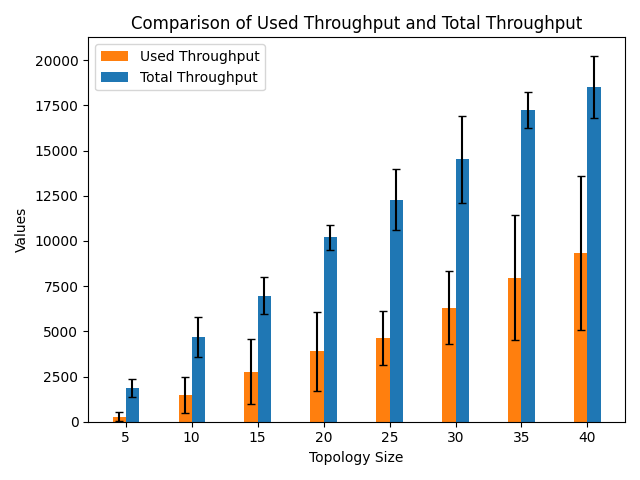 Comparison of Used Throughput and Total Throughput
Used Throughput
Total Throughput
Values
20000
17500
15000
12500
10000
7500
5000
2500
0
5 10 15 20 25 30 35 40
Topology Size